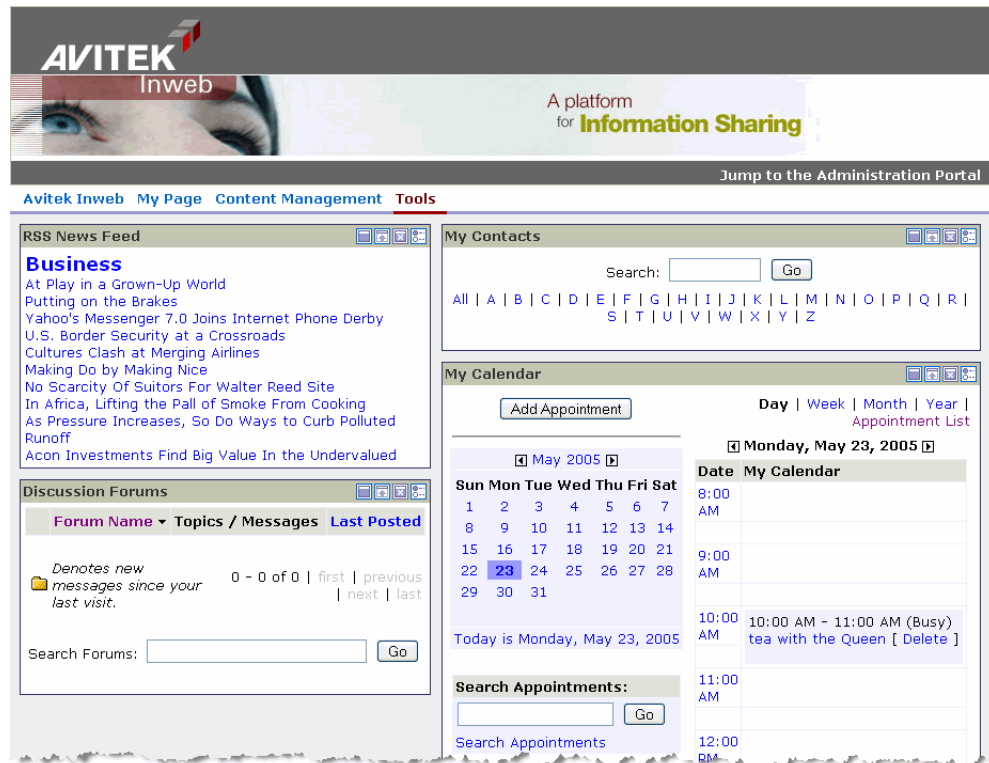 AVITEK
Inweb
A platform
for Information Sharing
Jump to the Administration Portal
Avitek Inweb My Page Content Management Tools
RSS News Feed
Business
At Play in a Grown-Up World
Putting on the Brakes
Yahoo's Messenger 7.0 Joins Internet Phone Derby
U.S. Border Security at a Crossroads
Cultures Clash at Merging Airlines
Making Do by Making Nice
No Scarcity Of Suitors For Walter Reed Site
In Africa, Lifting the Pall of Smoke From Cooking
As Pressure Increases, So Do Ways to Curb Polluted
Runoff
Acon Investments Find Big Value In the Undervalued
Discussion Forums
Forum Name Topics / Messages Last Posted
Denotes new
messages since your
last visit.
0 - 0 of 0 | first | previous
| next | last
Search Forums: Go
My Contacts
Search: Go
All | A | B | C | D | E | F | G | H | I | J | K | L | M | N | O | P | Q | R |
S | T | U | V | W | X | Y | Z
My Calendar
Add Appointment
May 2005
Sun Mon Tue Wed Thu Fri Sat
1 2 3 4 5 6 7
8 9 10 11 12 13 14
15 16 17 18 19 20 21
22 23 24 25 26 27 28
29 30 31
Today is Monday, May 23, 2005
Search Appointments:
Go
Search Appointments
Day | Week | Month | Year |
Appointment List
Monday, May 23, 2005
Date My Calendar
8:00
AM
9:00
AM
10:00
AM
10:00 AM - 11:00 AM (Busy)
tea with the Queen [ Delete ]
11:00
AM
12:00
PM